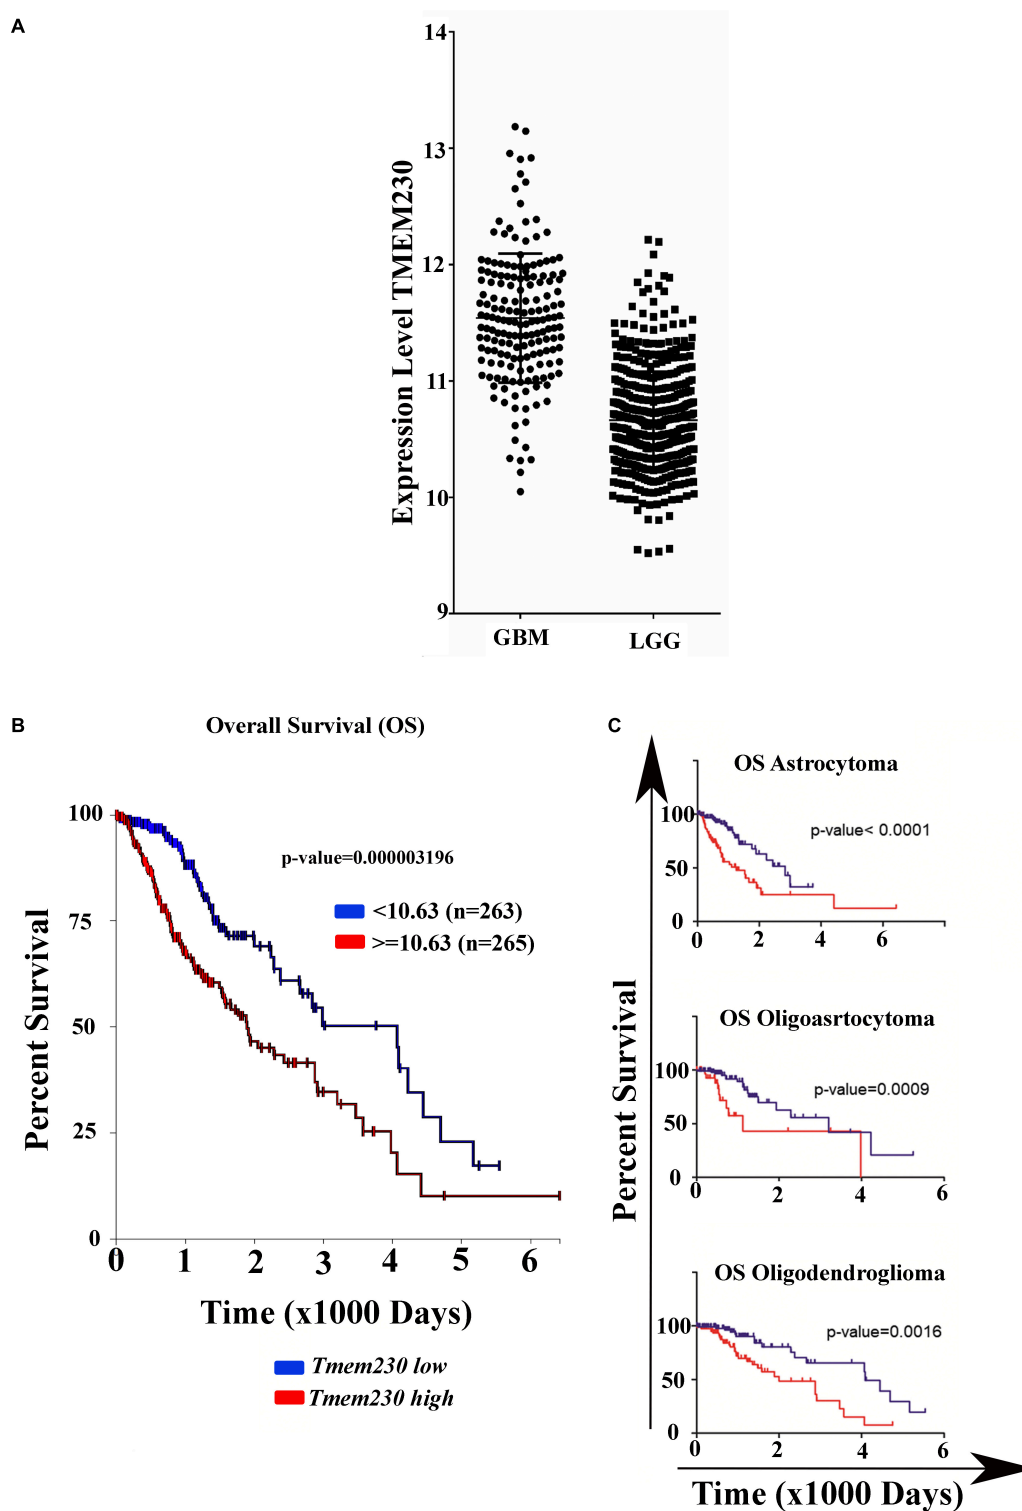 A
14
13
12
11
10
9
Expression Level TMEM230
GBM
LGG
B
Overall Survival (OS)
100
75
50
25
0
Percent Survival
p-value=0.000003196
<10.63 (n=263)
>=10.63 (n=265)
0 1 2 3 4 5 6
Time (x1000 Days)
Tmem230 low
Tmem230 high
C
Percent Survival
OS Astrocytoma
p-value< 0.0001
100
50
0
0 2 4 6
OS Oligoasrtocytoma
p-value=0.0009
100
50
0
0 2 4 6
OS Oligodendroglioma
p-value=0.0016
100
50
0
0 2 4 6
Time (x1000 Days)